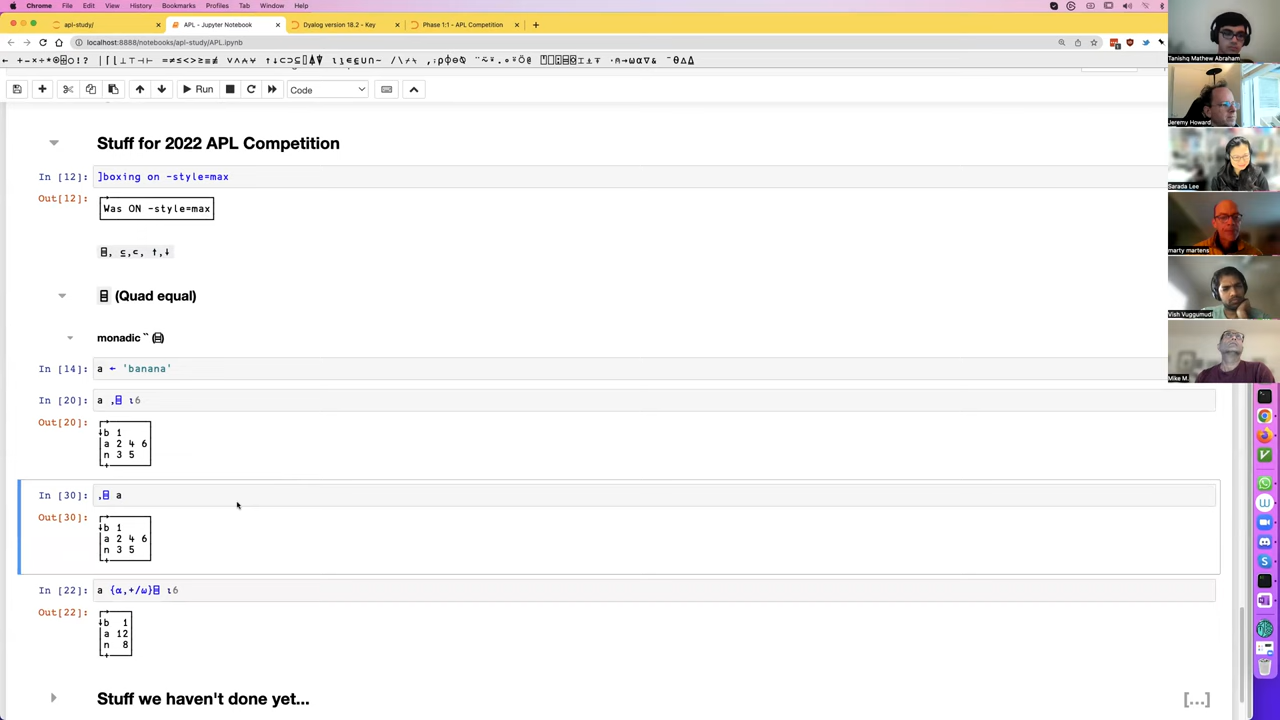 Chrome File Edit View History Bookmarks Profiles Tab Window Help
apl-study/ × APL - Jupyter Notebook × Dyalog version 18.2 - Key × Phase 1:1 - APL Competition × +
localhost:8888/notebooks/apl-study/APL.ipynb
Run Code
Stuff for 2022 APL Competition
In [12]: ]boxing on -style=max
Out[12]: Was ON -style=max
⌸, ⊆,⊂, ↑,↓
⌸ (Quad equal)
monadic `` (⌸)
In [14]: a ← 'banana'
In [20]: a ,⌸ ⍳6
Out[20]:
b 1
a 2 4 6
n 3 5
In [30]: ,⌸ a
Out[30]:
b 1
a 2 4 6
n 3 5
In [22]: a {⍺,+/⍵}⌸ ⍳6
Out[22]:
b 1
a 12
n 8
Stuff we haven't done yet...
[...]
Tanishq Mathew Abraham
Jeremy Howard
Sarada Lee
marty martens
Vish Vuggumudi
Mike M.